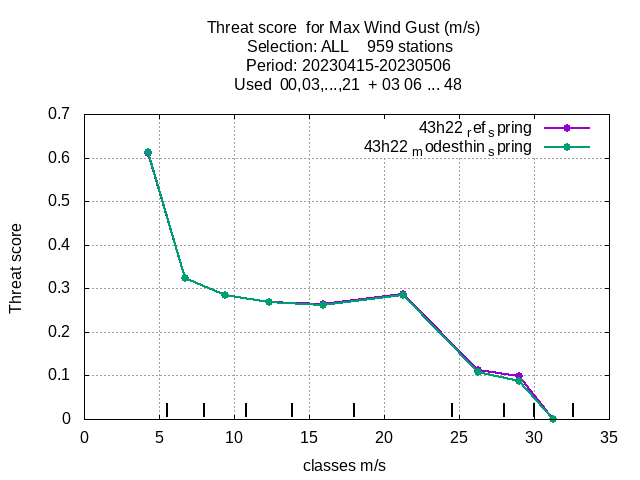 Threat score  for Max Wind Gust (m/s)
Selection: ALL    959 stations
Period: 20230415-20230506
Used  00,03,...,21  + 03 06 ... 48
43h22 ref spring
43h22 modesthin spring
Threat score
0.7
0.6
0.5
0.4
0.3
0.2
0.1
0
0 5 10 15 20 25 30 35
classes m/s